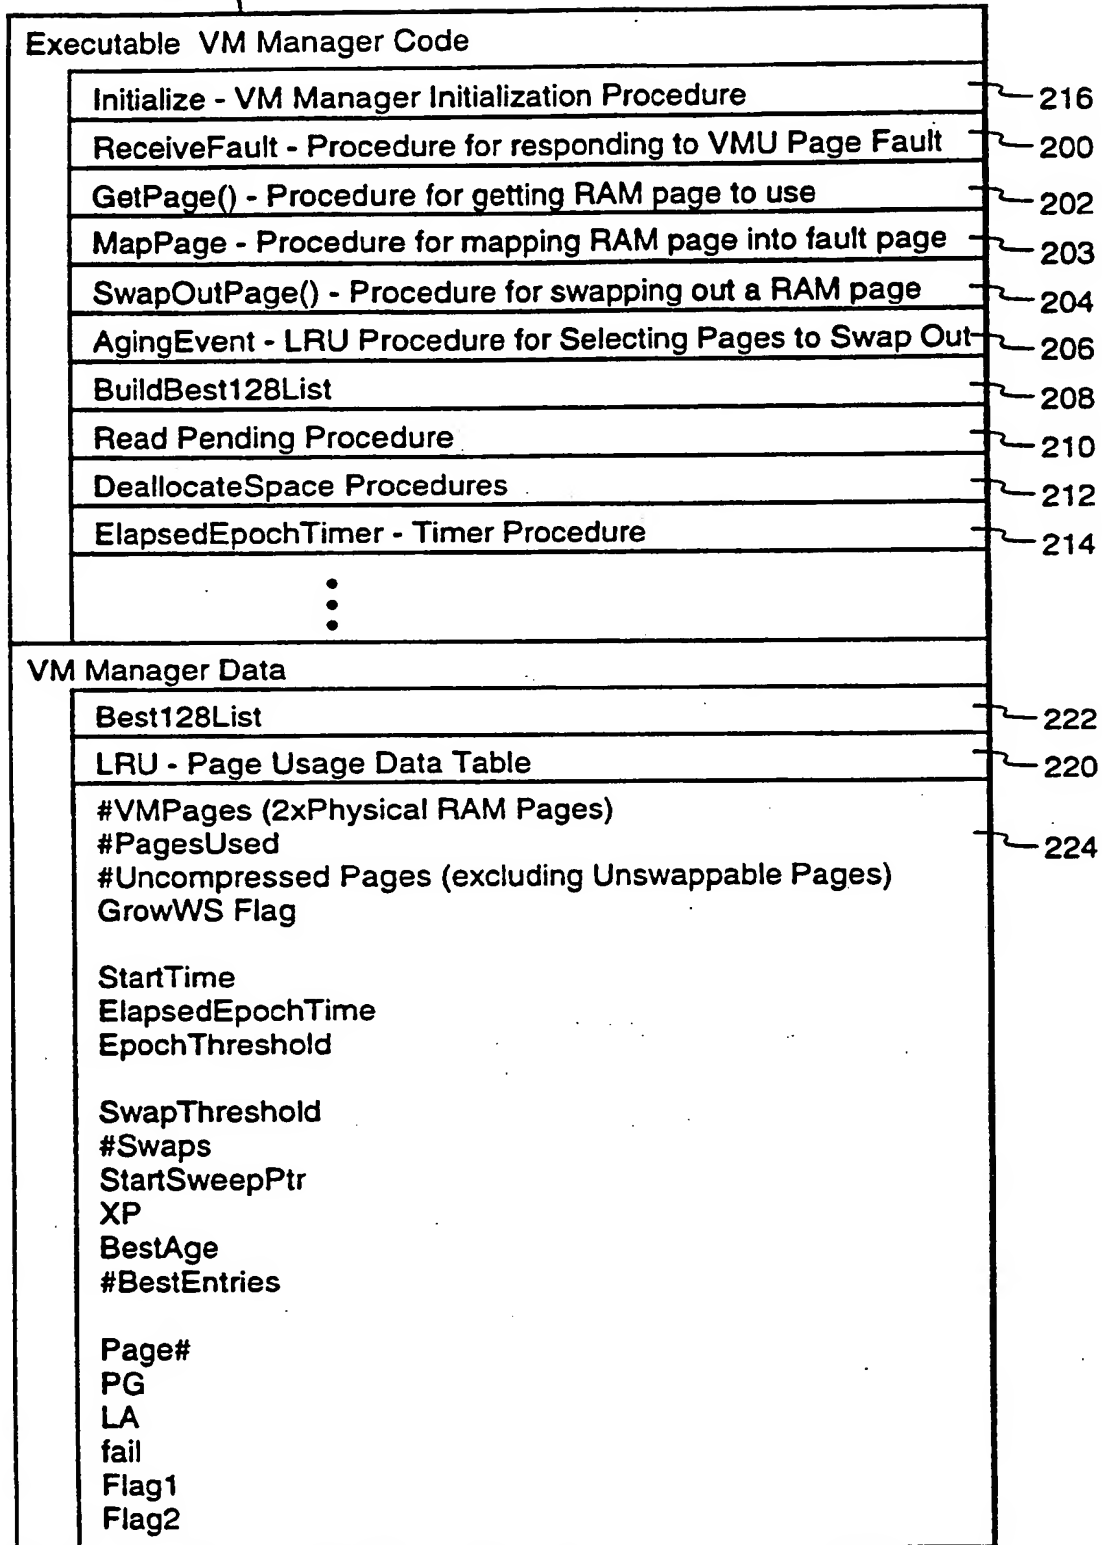 Executable VM Manager Code
Initialize - VM Manager Initialization Procedure 216
ReceiveFault - Procedure for responding to VMU Page Fault 200
GetPage() - Procedure for getting RAM page to use 202
MapPage - Procedure for mapping RAM page into fault page 203
SwapOutPage() - Procedure for swapping out a RAM page 204
AgingEvent - LRU Procedure for Selecting Pages to Swap Out 206
BuildBest128List 208
Read Pending Procedure 210
DeallocateSpace Procedures 212
ElapsedEpochTimer - Timer Procedure 214
VM Manager Data
Best128List 222
LRU - Page Usage Data Table 220
#VMPages (2xPhysical RAM Pages)
#PagesUsed 224
#Uncompressed Pages (excluding Unswappable Pages)
GrowWS Flag
StartTime
ElapsedEpochTime
EpochThreshold
SwapThreshold
#Swaps
StartSweepPtr
XP
BestAge
#BestEntries
Page#
PG
LA
fail
Flag1
Flag2